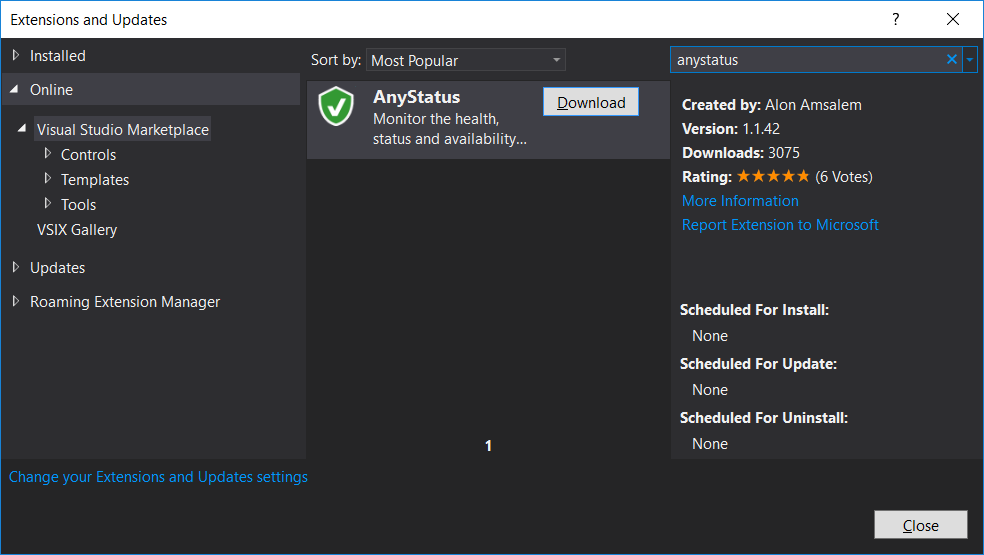 Extensions and Updates
?
Installed
Online
Visual Studio Marketplace
Controls
Templates
Tools
VSIX Gallery
Updates
Roaming Extension Manager
Change your Extensions and Updates settings
Sort by: Most Popular
AnyStatus
Download
Monitor the health,
status and availability...
1
anystatus
Created by: Alon Amsalem
Version: 1.1.42
Downloads: 3075
Rating: ★★★★★ (6 Votes)
More Information
Report Extension to Microsoft
Scheduled For Install:
None
Scheduled For Update:
None
Scheduled For Uninstall:
None
Close